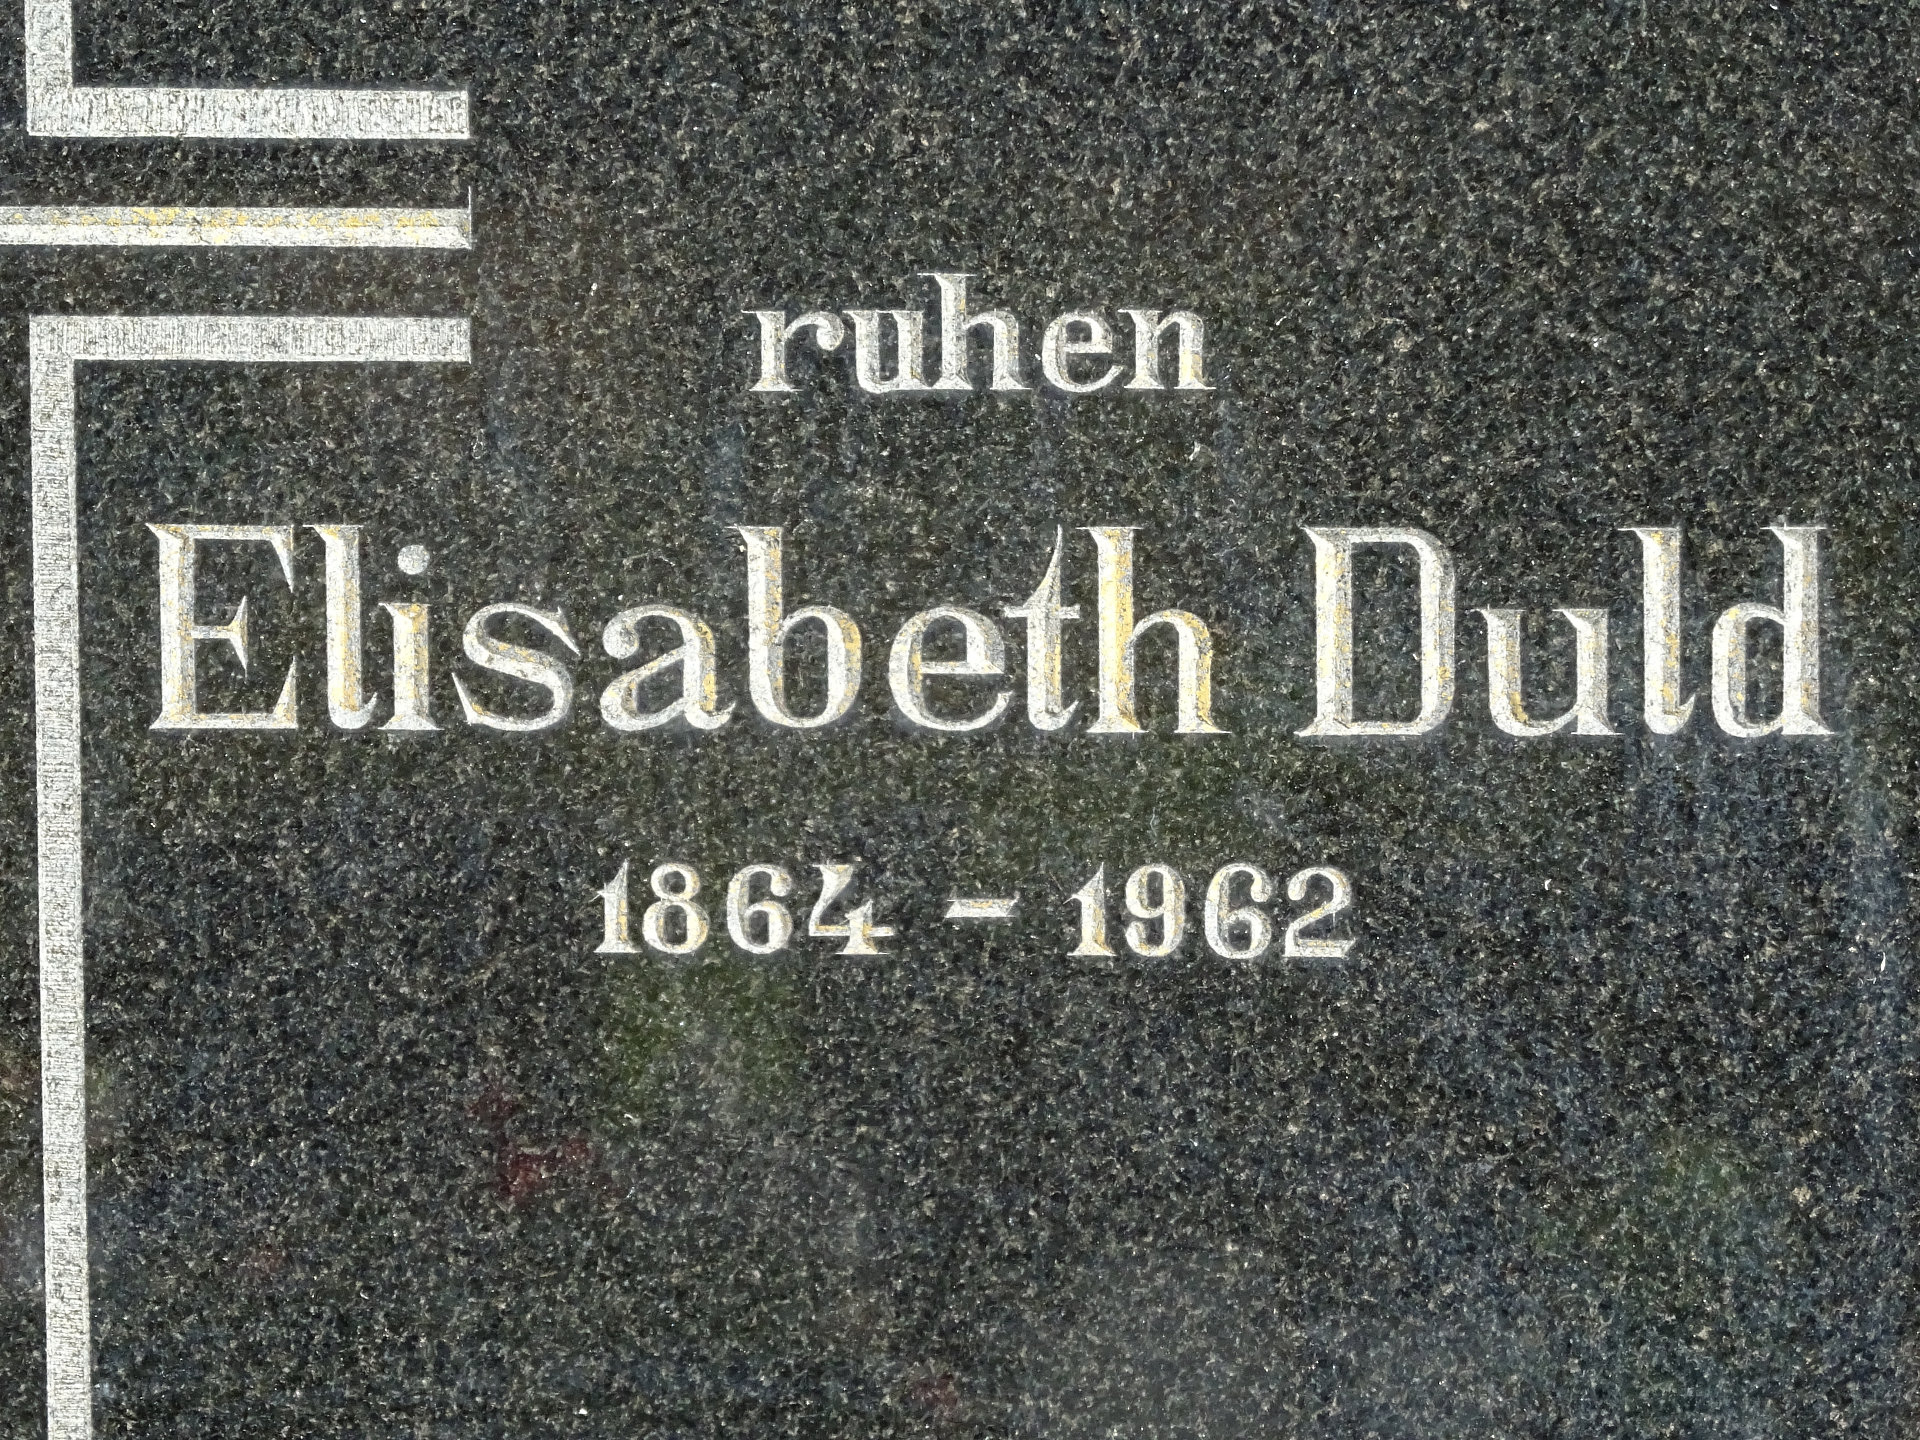 ruhen
Elisabeth Duld
1864 - 1962